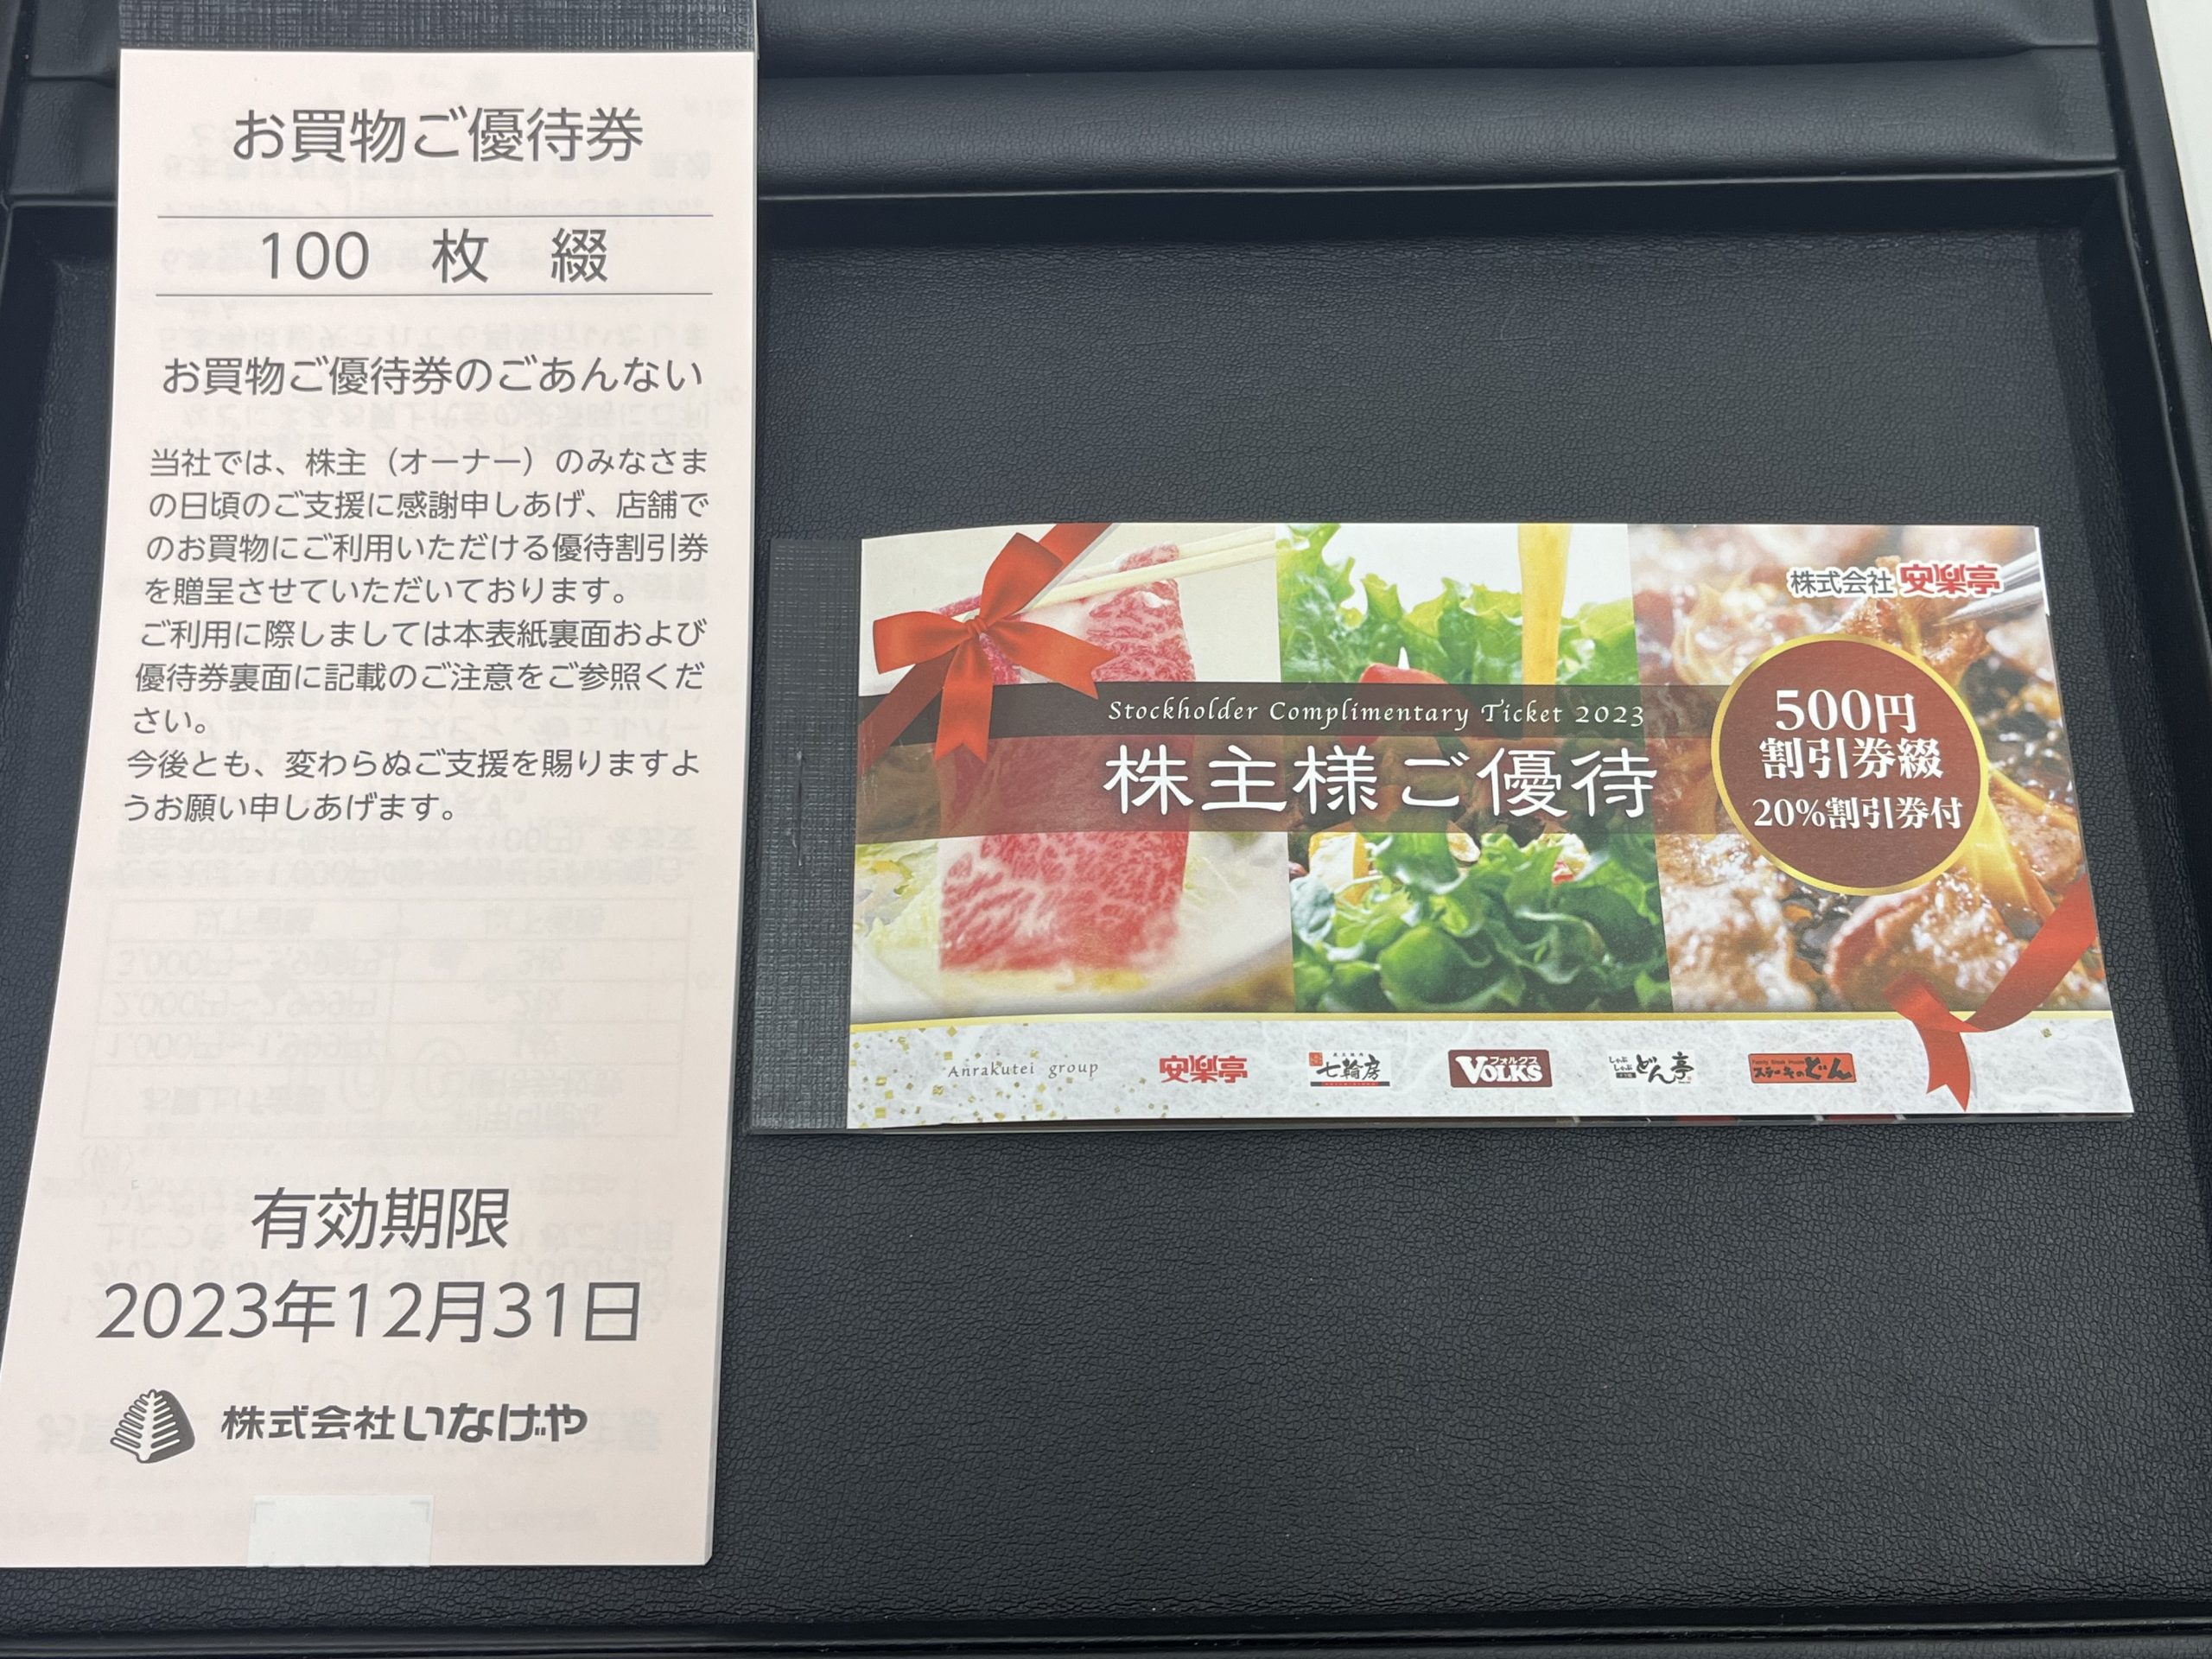 お買物ご優待券
100 枚 綴
お買物ご優待券のごあんない
当社では、株主（オーナー）のみなさま
の日頃のご支援に感謝申しあげ、店舗で
のお買物にご利用いただける優待割引券
を贈呈させていただいております。
ご利用に際しましては本表紙裏面および
優待券裏面に記載のご注意をご参照くだ
さい。
今後とも、変わらぬご支援を賜りますよ
うお願い申しあげます。
有効期限
2023年12月31日
株式会社いなげや
株式会社 安楽亭
Stockholder Complimentary Ticket 2023
株主様ご優待
500円
割引券綴
20%割引券付
Anrakutei group
安楽亭
七輪房
フォルクス
VOLKS
しゃぶしゃぶ どん亭
ステーキのどん